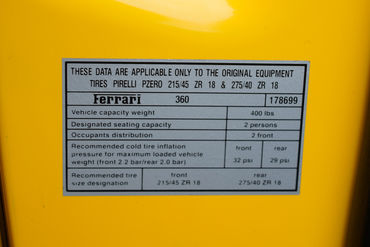 THESE DATA ARE APPLICABLE ONLY TO THE ORIGINAL EQUIPMENT
TIRES PIRELLI PZERO 215/45 ZR 18 & 275/40 ZR 18
Ferrari 360 178699
Vehicle capacity weight 400 lbs
Designated seating capacity 2 persons
Occupants distribution 2 front
Recommended cold tire inflation front rear
pressure for maximum loaded vehicle
weight (front 2.2 bar/rear 2.0 bar) 32 psi 29 psi
Recommended tire front rear
size designation 215/45 ZR 18 275/40 ZR 18